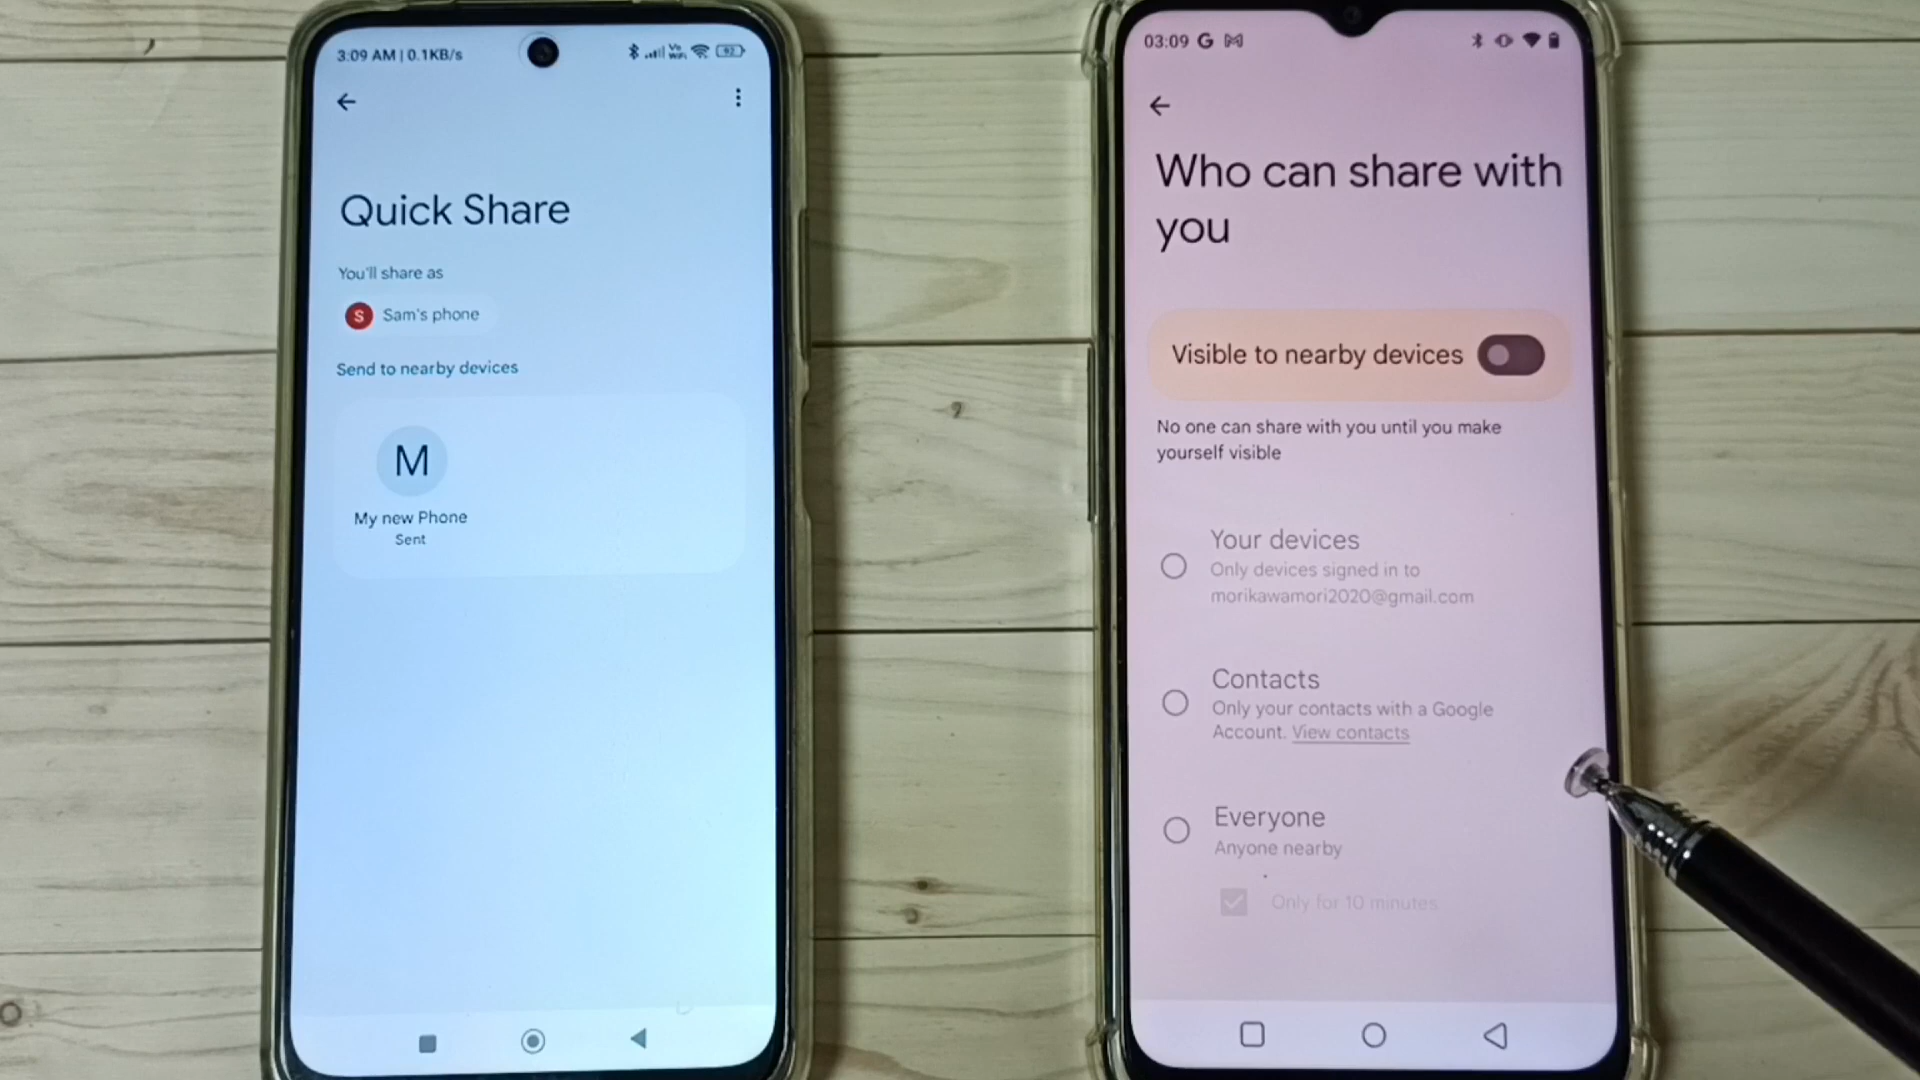 3:09 AM | 0.1KB/s
Vo
WiFi
92
Quick Share
You'll share as
S Sam's phone
Send to nearby devices
M
My new Phone
Sent
03:09 G M
Who can share with
you
Visible to nearby devices
No one can share with you until you make
yourself visible
Your devices
Only devices signed in to
morikawamori2020@gmail.com
Contacts
Only your contacts with a Google
Account. View contacts
Everyone
Anyone nearby
Only for 10 minutes